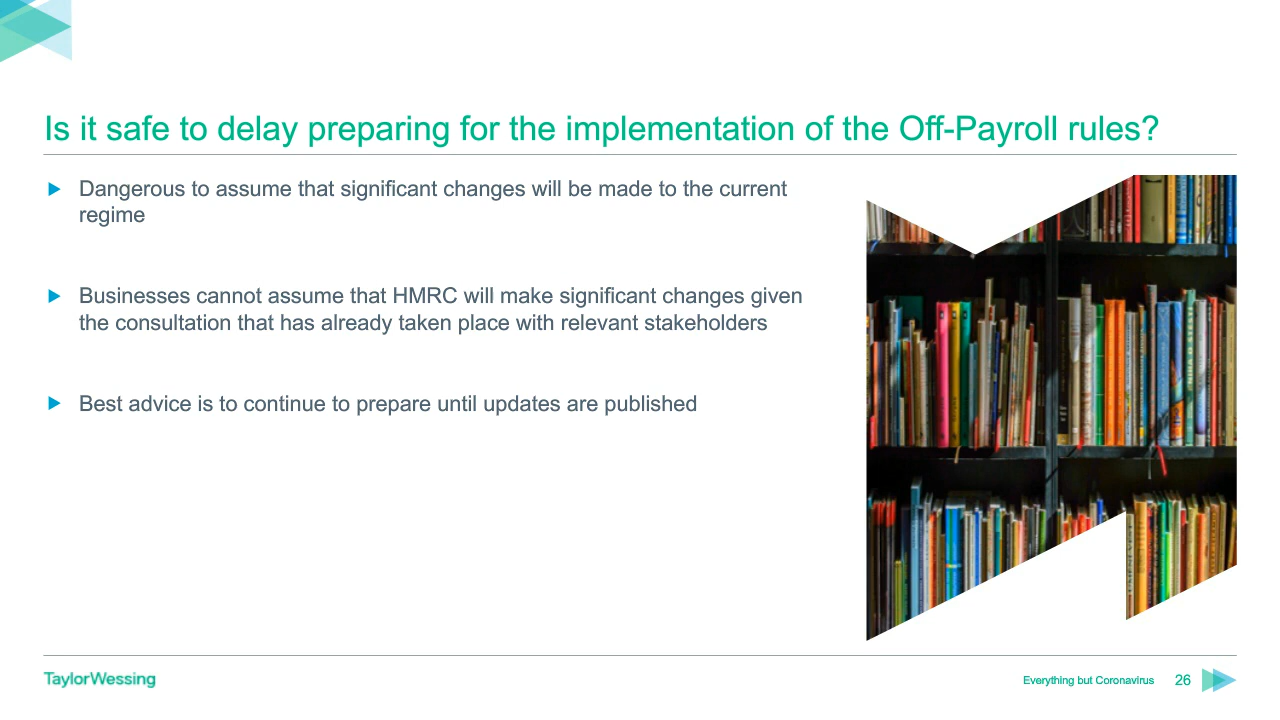 Is it safe to delay preparing for the implementation of the Off-Payroll rules?
Dangerous to assume that significant changes will be made to the current
regime
Businesses cannot assume that HMRC will make significant changes given
the consultation that has already taken place with relevant stakeholders
Best advice is to continue to prepare until updates are published
TaylorWessing
Everything but Coronavirus 26